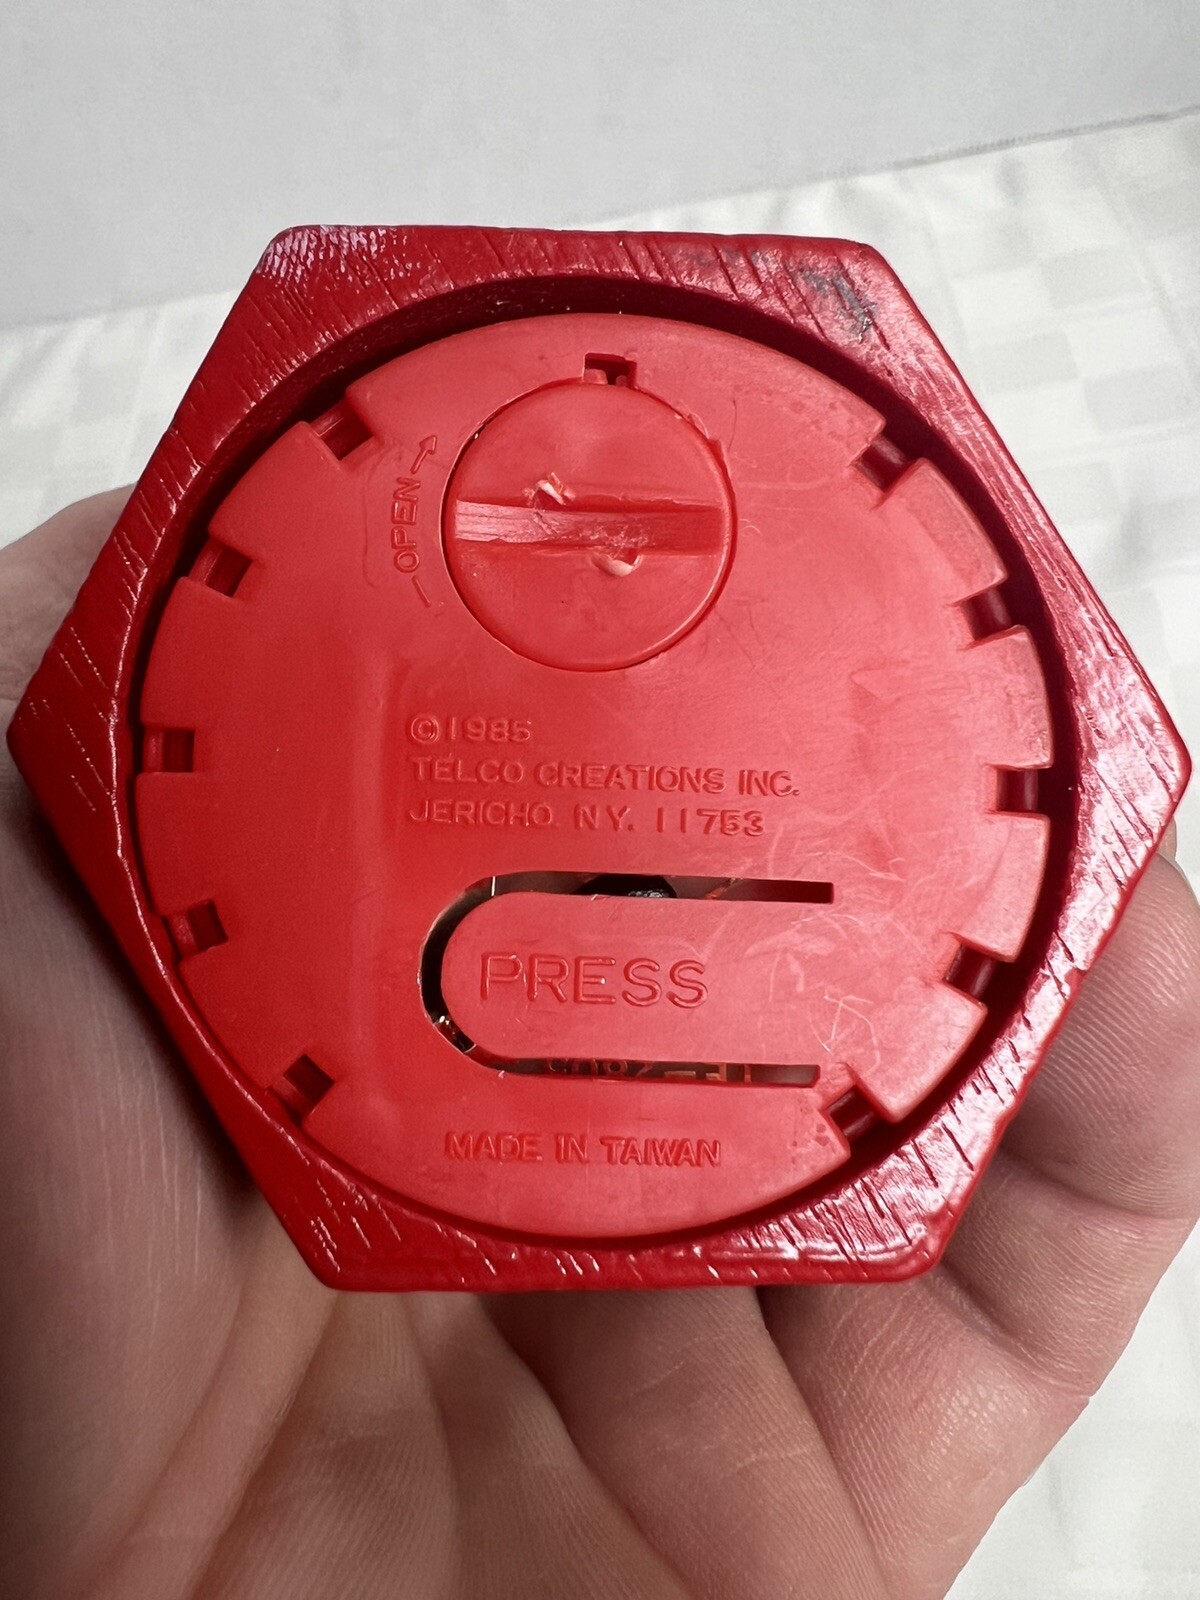 OPEN
©1985
TELCO CREATIONS INC.
JERICHO N.Y. 11753
PRESS
MADE IN TAIWAN